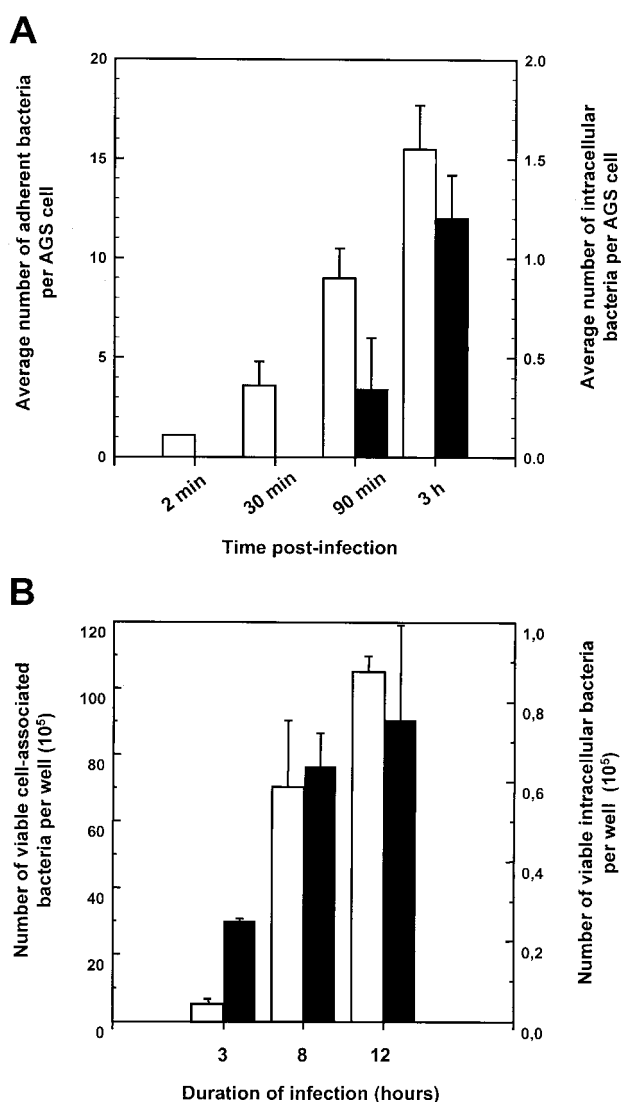 A
Average number of adherent bacteria
per AGS cell
20
15
10
5
0
2.0
1.5
1.0
0.5
0.0
Average number of intracellular
bacteria per AGS cell
2 min
30 min
90 min
3 h
Time post-infection
B
Number of viable cell-associated
bacteria per well (10⁵)
120
100
80
60
40
20
0
1,0
0,8
0,6
0,4
0,2
0,0
Number of viable intracellular bacteria
per well (10⁵)
3
8
12
Duration of infection (hours)